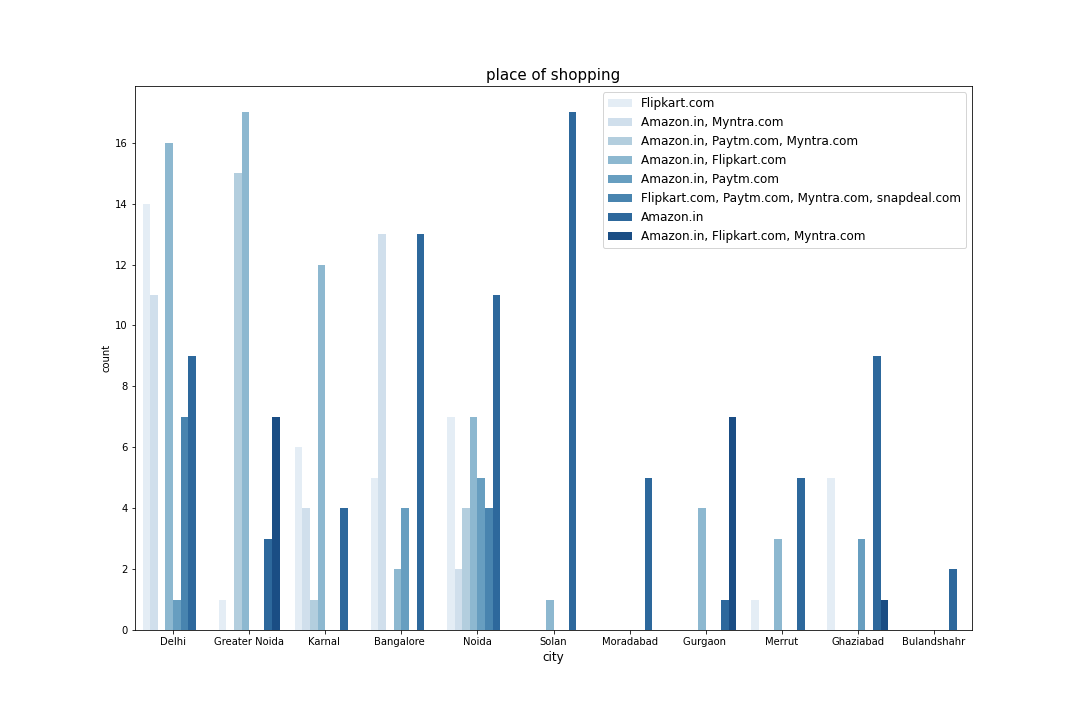 place of shopping
Flipkart.com
Amazon.in, Myntra.com
Amazon.in, Paytm.com, Myntra.com
Amazon.in, Flipkart.com
Amazon.in, Paytm.com
Flipkart.com, Paytm.com, Myntra.com, snapdeal.com
Amazon.in
Amazon.in, Flipkart.com, Myntra.com
16
14
12
10
8
6
4
2
0
count
Delhi Greater Noida Karnal Bangalore Noida Solan Moradabad Gurgaon Merrut Ghaziabad Bulandshahr
city